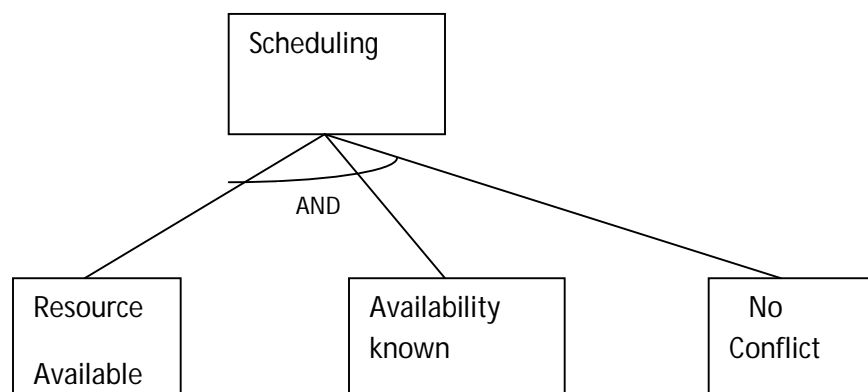 Scheduling
AND
Resource
Available
Availability
known
No
Conflict